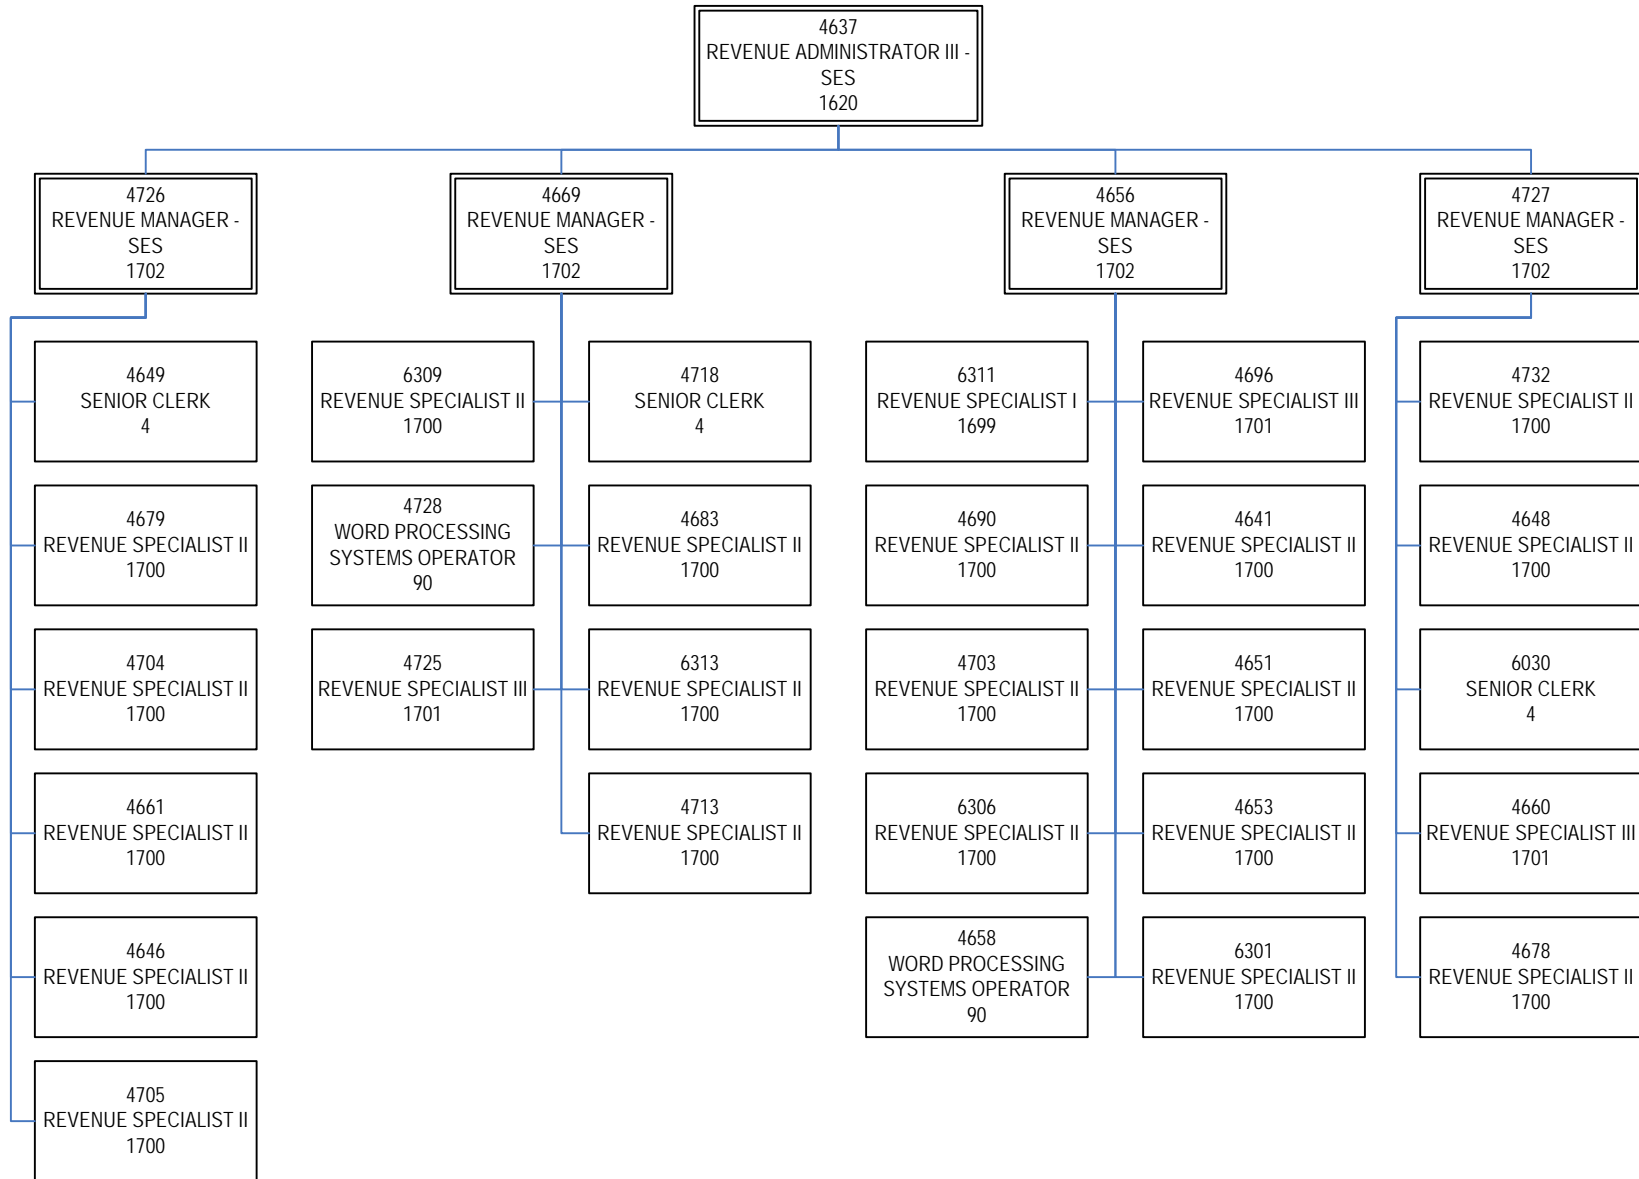 4637
REVENUE ADMINISTRATOR III -
SES
1620
4726
REVENUE MANAGER -
SES
1702
4669
REVENUE MANAGER -
SES
1702
4656
REVENUE MANAGER -
SES
1702
4727
REVENUE MANAGER -
SES
1702
4649
SENIOR CLERK
4
6309
REVENUE SPECIALIST II
1700
4718
SENIOR CLERK
4
6311
REVENUE SPECIALIST I
1699
4696
REVENUE SPECIALIST III
1701
4732
REVENUE SPECIALIST II
1700
4679
REVENUE SPECIALIST II
1700
4728
WORD PROCESSING
SYSTEMS OPERATOR
90
4683
REVENUE SPECIALIST II
1700
4690
REVENUE SPECIALIST II
1700
4641
REVENUE SPECIALIST II
1700
4648
REVENUE SPECIALIST II
1700
4704
REVENUE SPECIALIST II
1700
4725
REVENUE SPECIALIST III
1701
6313
REVENUE SPECIALIST II
1700
4703
REVENUE SPECIALIST II
1700
4651
REVENUE SPECIALIST II
1700
6030
SENIOR CLERK
4
4661
REVENUE SPECIALIST II
1700
4713
REVENUE SPECIALIST II
1700
6306
REVENUE SPECIALIST II
1700
4653
REVENUE SPECIALIST II
1700
4660
REVENUE SPECIALIST III
1701
4646
REVENUE SPECIALIST II
1700
4658
WORD PROCESSING
SYSTEMS OPERATOR
90
6301
REVENUE SPECIALIST II
1700
4678
REVENUE SPECIALIST II
1700
4705
REVENUE SPECIALIST II
1700